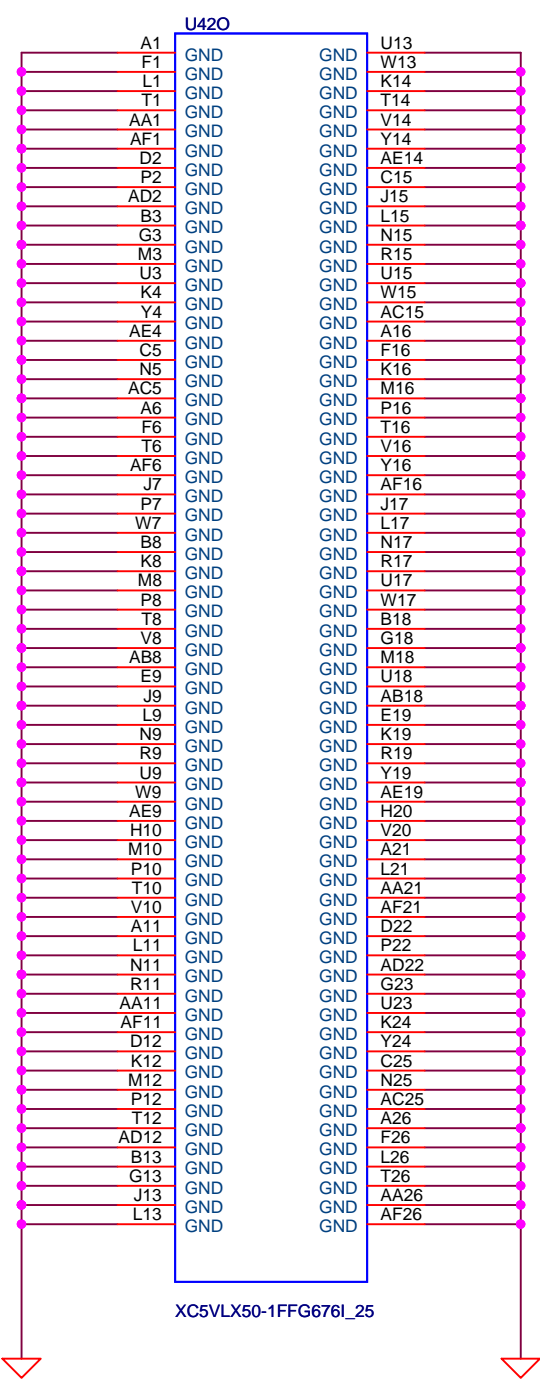 U42O
A1 GND GND U13
F1 GND GND W13
L1 GND GND K14
T1 GND GND T14
AA1 GND GND V14
AF1 GND GND Y14
D2 GND GND AE14
P2 GND GND C15
AD2 GND GND J15
B3 GND GND L15
G3 GND GND N15
M3 GND GND R15
U3 GND GND U15
K4 GND GND W15
Y4 GND GND AC15
AE4 GND GND A16
C5 GND GND F16
N5 GND GND K16
AC5 GND GND M16
A6 GND GND P16
F6 GND GND T16
T6 GND GND V16
AF6 GND GND Y16
J7 GND GND AF16
P7 GND GND J17
W7 GND GND L17
B8 GND GND N17
K8 GND GND R17
M8 GND GND U17
P8 GND GND W17
T8 GND GND B18
V8 GND GND G18
AB8 GND GND M18
E9 GND GND U18
J9 GND GND AB18
L9 GND GND E19
N9 GND GND K19
R9 GND GND R19
U9 GND GND Y19
W9 GND GND AE19
AE9 GND GND H20
H10 GND GND V20
M10 GND GND A21
P10 GND GND L21
T10 GND GND AA21
V10 GND GND AF21
A11 GND GND D22
L11 GND GND P22
N11 GND GND AD22
R11 GND GND G23
AA11 GND GND U23
AF11 GND GND K24
D12 GND GND Y24
K12 GND GND C25
M12 GND GND N25
P12 GND GND AC25
T12 GND GND A26
AD12 GND GND F26
B13 GND GND L26
G13 GND GND T26
J13 GND GND AA26
L13 GND GND AF26
XC5VLX50-1FFG676I_25